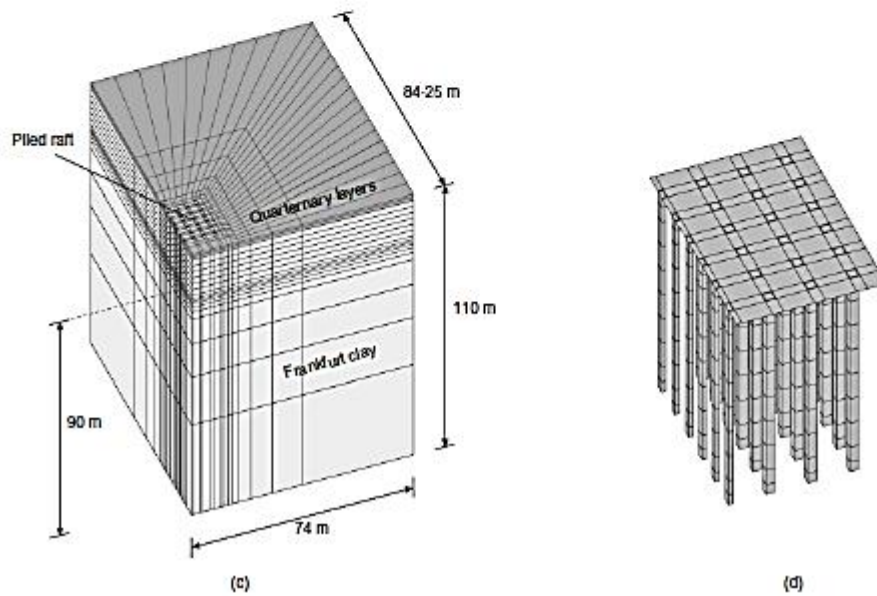 84-25 m
Piled raft
Quarternary layers
110 m
Frankfurt clay
90 m
74 m
(c)
(d)